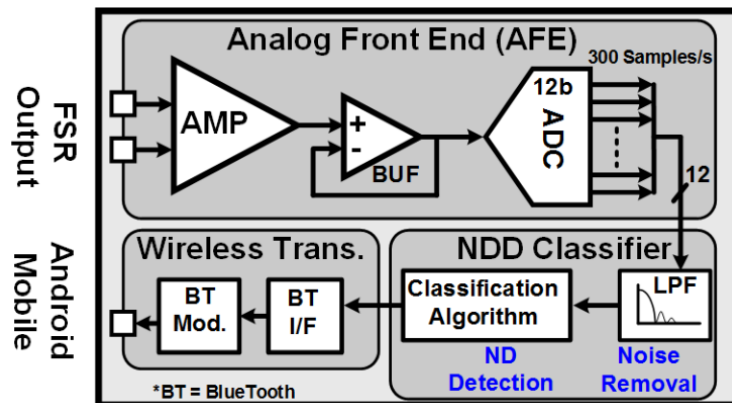 Analog Front End (AFE)
300 Samples/s
FSR
Output
AMP
+
-
BUF
12b
ADC
12
Android
Mobile
Wireless Trans.
BT
Mod.
BT
I/F
NDD Classifier
Classification
Algorithm
LPF
ND
Detection
Noise
Removal
*BT = BlueTooth